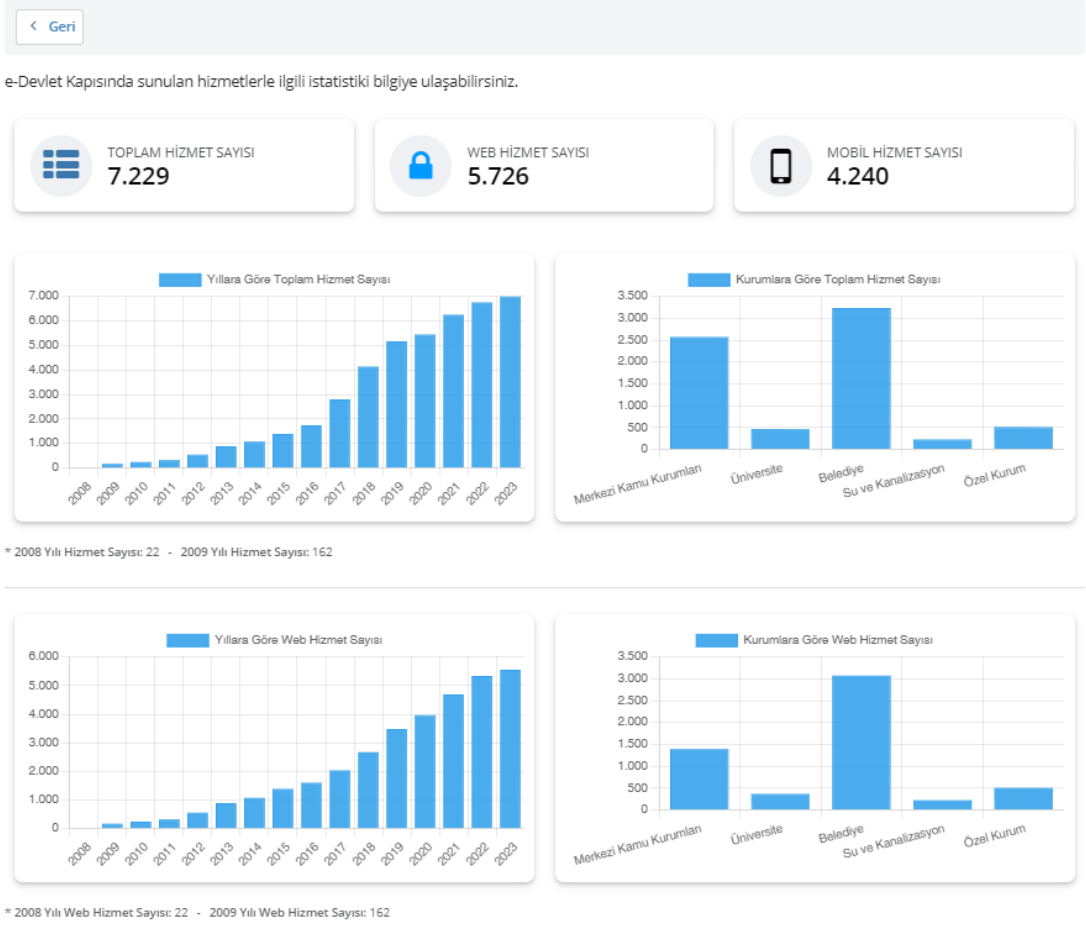 Geri
e-Devlet Kapısında sunulan hizmetlerle ilgili istatistiki bilgiye ulaşabilirsiniz.
TOPLAM HİZMET SAYISI
7.229
WEB HİZMET SAYISI
5.726
MOBİL HİZMET SAYISI
4.240
Yıllara Göre Toplam Hizmet Sayısı
7.000
6.000
5.000
4.000
3.000
2.000
1.000
0
2008 2009 2010 2011 2012 2013 2014 2015 2016 2017 2018 2019 2020 2021 2022 2023
Kurumlara Göre Toplam Hizmet Sayısı
3.500
3.000
2.500
2.000
1.500
1.000
500
0
Merkezi Kamu Kurumları Üniversite Belediye Su ve Kanalizasyon Özel Kurum
* 2008 Yılı Hizmet Sayısı: 22 - 2009 Yılı Hizmet Sayısı: 162
Yıllara Göre Web Hizmet Sayısı
6.000
5.000
4.000
3.000
2.000
1.000
0
2008 2009 2010 2011 2012 2013 2014 2015 2016 2017 2018 2019 2020 2021 2022 2023
Kurumlara Göre Web Hizmet Sayısı
3.500
3.000
2.500
2.000
1.500
1.000
500
0
Merkezi Kamu Kurumları Üniversite Belediye Su ve Kanalizasyon Özel Kurum
* 2008 Yılı Web Hizmet Sayısı: 22 - 2009 Yılı Web Hizmet Sayısı: 162